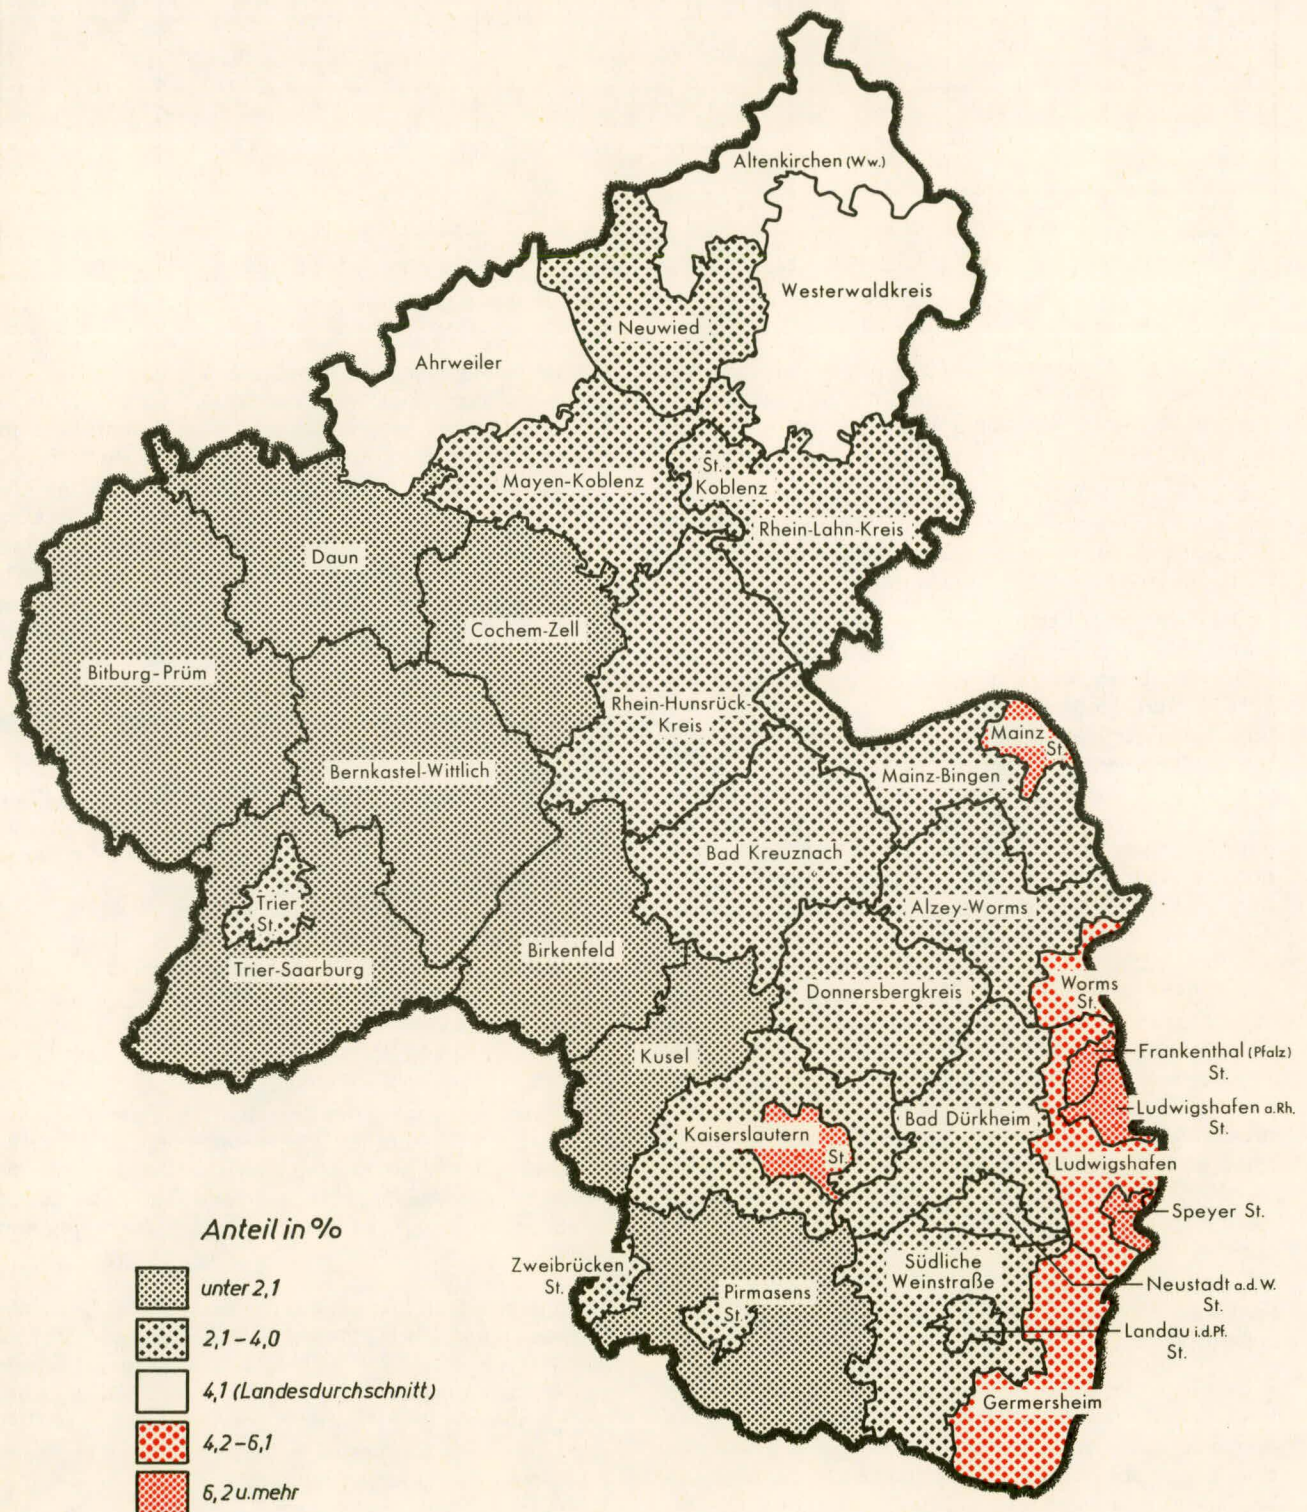 Altenkirchen (Ww.)
Westerwaldkreis
Neuwied
Ahrweiler
St.
Koblenz
Mayen-Koblenz
Rhein-Lahn-Kreis
Daun
Cochem-Zell
Bitburg-Prüm
Rhein-Hunsrück-
Kreis
Mainz
St.
Bernkastel-Wittlich
Mainz-Bingen
Bad Kreuznach
Trier
St.
Alzey-Worms
Birkenfeld
Trier-Saarburg
Donnersbergkreis
Worms
St.
Kusel
Frankenthal (Pfalz)
St.
Ludwigshafen a.Rh.
St.
Bad Dürkheim
Kaiserslautern
St.
Ludwigshafen
Speyer St.
Zweibrücken
St.
Südliche
Weinstraße
Pirmasens
St.
Neustadt a.d.W.
St.
Landau i.d.Pf.
St.
Germersheim
Anteil in %
unter 2,1
2,1-4,0
4,1 (Landesdurchschnitt)
4,2-6,1
6,2 u. mehr